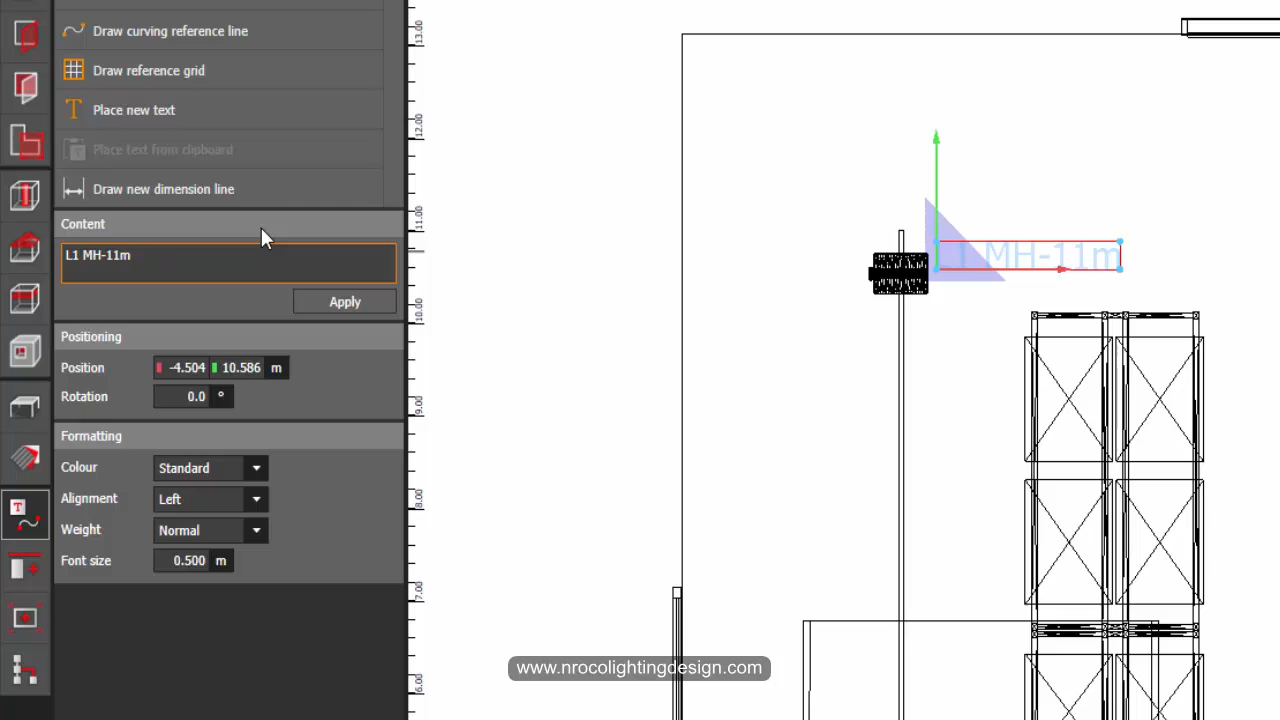 Draw curving reference line
Draw reference grid
Place new text
Place text from clipboard
Draw new dimension line
Content
L1 MH-11m
Apply
Positioning
Position -4.504 10.586 m
Rotation 0.0 °
Formatting
Colour Standard
Alignment Left
Weight Normal
Font size 0.500 m
13.00
12.00
11.00
10.00
9.00
8.00
7.00
6.00
L1 MH-11m
www.nrocolightingdesign.com